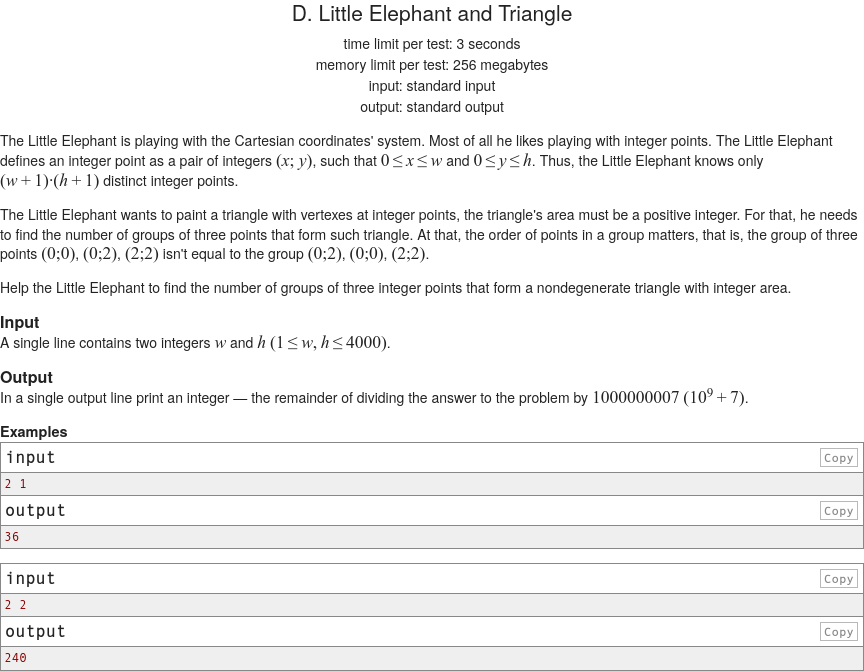 D. Little Elephant and Triangle
time limit per test: 3 seconds
memory limit per test: 256 megabytes
input: standard input
output: standard output
The Little Elephant is playing with the Cartesian coordinates' system. Most of all he likes playing with integer points. The Little Elephant
defines an integer point as a pair of integers (x; y), such that 0 ≤ x ≤ w and 0 ≤ y ≤ h. Thus, the Little Elephant knows only
(w + 1)·(h + 1) distinct integer points.
The Little Elephant wants to paint a triangle with vertexes at integer points, the triangle's area must be a positive integer. For that, he needs
to find the number of groups of three points that form such triangle. At that, the order of points in a group matters, that is, the group of three
points (0;0), (0;2), (2;2) isn't equal to the group (0;2), (0;0), (2;2).
Help the Little Elephant to find the number of groups of three integer points that form a nondegenerate triangle with integer area.
Input
A single line contains two integers w and h (1 ≤ w, h ≤ 4000).
Output
In a single output line print an integer — the remainder of dividing the answer to the problem by 1000000007 (10⁹ + 7).
Examples
input Copy
2 1
output Copy
36
input Copy
2 2
output Copy
240